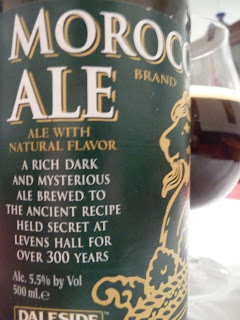 MOROCC
BRAND
ALE
ALE WITH
NATURAL FLAVOR
A RICH DARK
AND MYSTERIOUS
ALE BREWED TO
THE ANCIENT RECIPE
HELD SECRET AT
LEVENS HALL FOR
OVER 300 YEARS
Alc. 5.5% by Vol
500 ml.e
DALESIDE